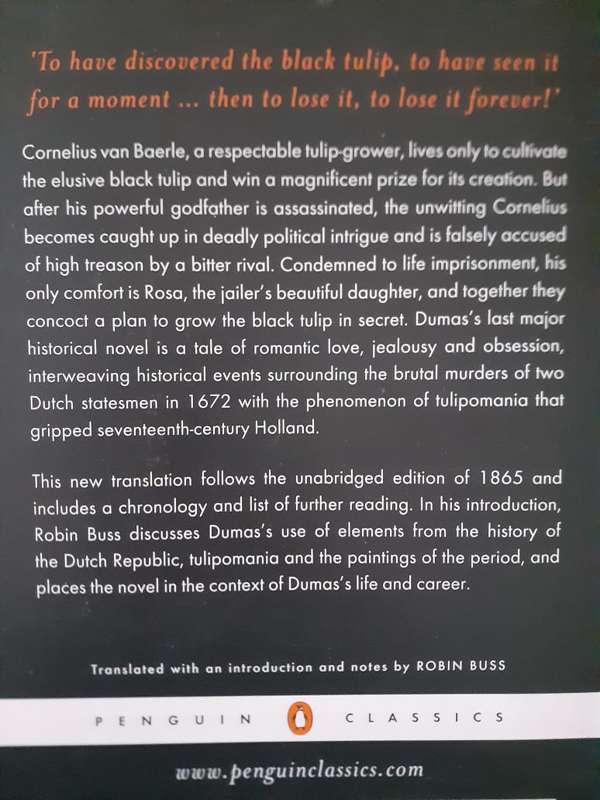 'To have discovered the black tulip, to have seen it
for a moment ... then to lose it, to lose it forever!'
Cornelius van Baerle, a respectable tulip-grower, lives only to cultivate
the elusive black tulip and win a magnificent prize for its creation. But
after his powerful godfather is assassinated, the unwitting Cornelius
becomes caught up in deadly political intrigue and is falsely accused
of high treason by a bitter rival. Condemned to life imprisonment, his
only comfort is Rosa, the jailer's beautiful daughter, and together they
concoct a plan to grow the black tulip in secret. Dumas's last major
historical novel is a tale of romantic love, jealousy and obsession,
interweaving historical events surrounding the brutal murders of two
Dutch statesmen in 1672 with the phenomenon of tulipomania that
gripped seventeenth-century Holland.
This new translation follows the unabridged edition of 1865 and
includes a chronology and list of further reading. In his introduction,
Robin Buss discusses Dumas's use of elements from the history of
the Dutch Republic, tulipomania and the paintings of the period, and
places the novel in the context of Dumas's life and career.
Translated with an introduction and notes by ROBIN BUSS
PENGUIN CLASSICS
www.penguinclassics.com